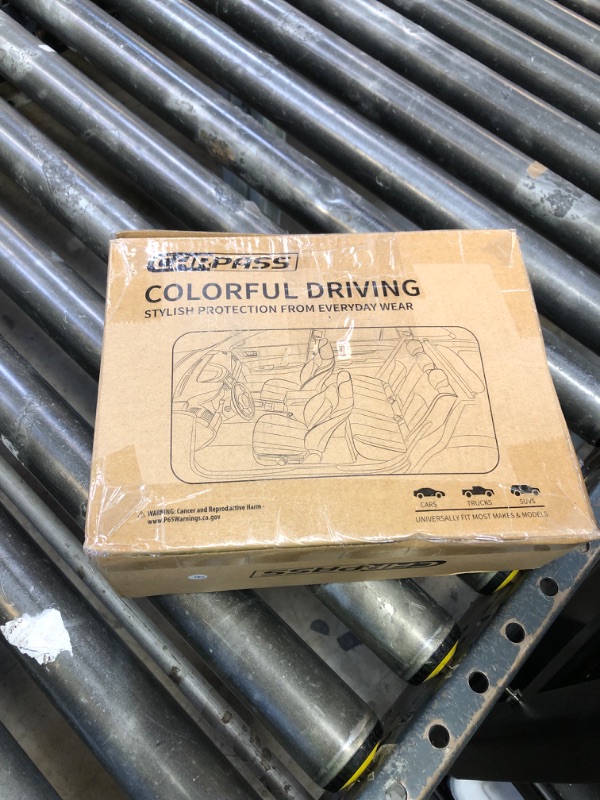 CARPASS
COLORFUL DRIVING
STYLISH PROTECTION FROM EVERYDAY WEAR
WARNING: Cancer and Reproductive Harm -
www.P65Warnings.ca.gov
CARS TRUCKS SUVS
UNIVERSALLY FIT MOST MAKES & MODELS
CARPASS